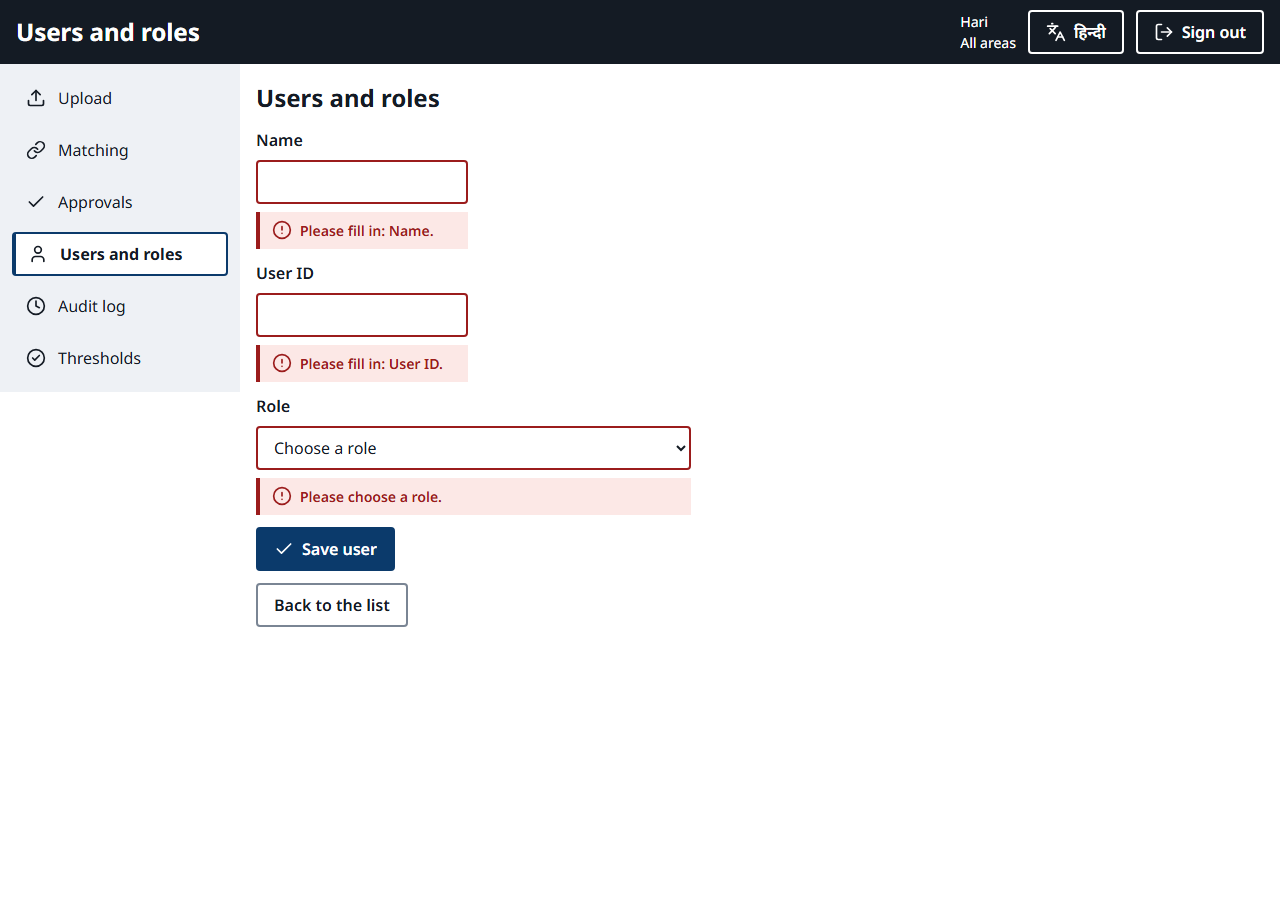 Users and roles
Hari
All areas
हिन्दी
Sign out
Upload
Matching
Approvals
Users and roles
Audit log
Thresholds
Users and roles
Name
Please fill in: Name.
User ID
Please fill in: User ID.
Role
Choose a role
Please choose a role.
Save user
Back to the list